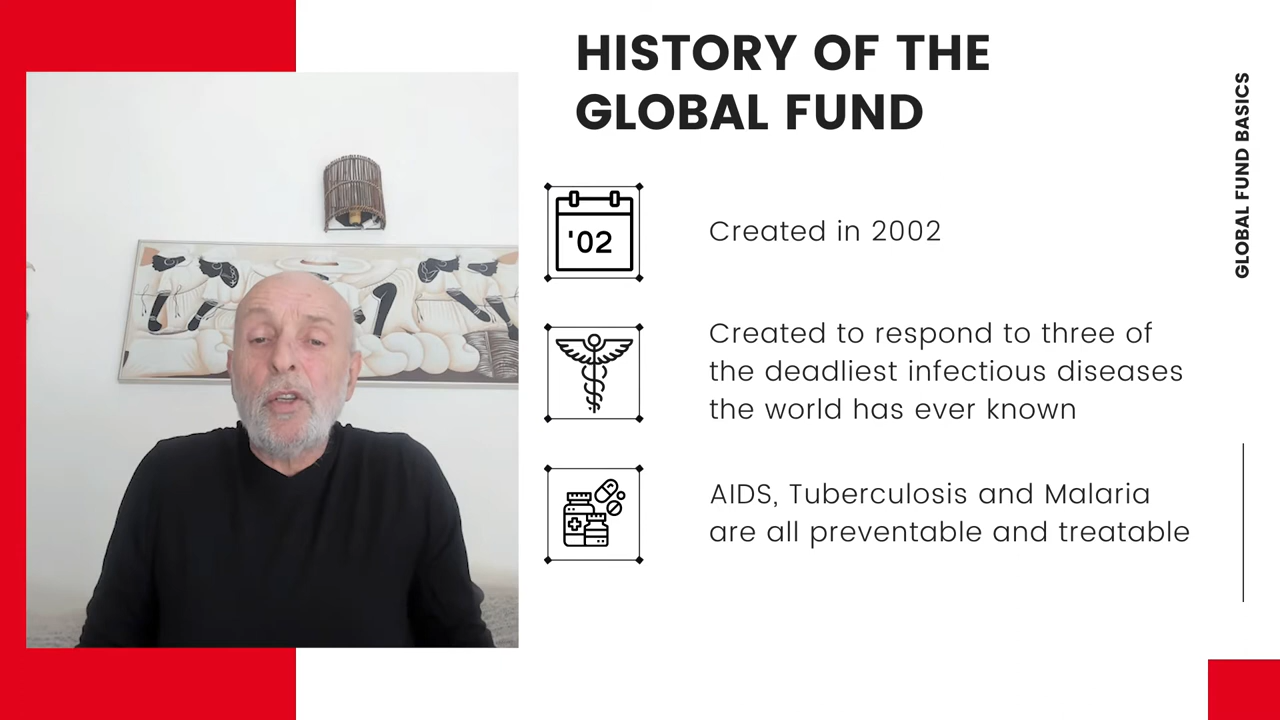 HISTORY OF THE
GLOBAL FUND
GLOBAL FUND BASICS
'02
Created in 2002
Created to respond to three of
the deadliest infectious diseases
the world has ever known
AIDS, Tuberculosis and Malaria
are all preventable and treatable